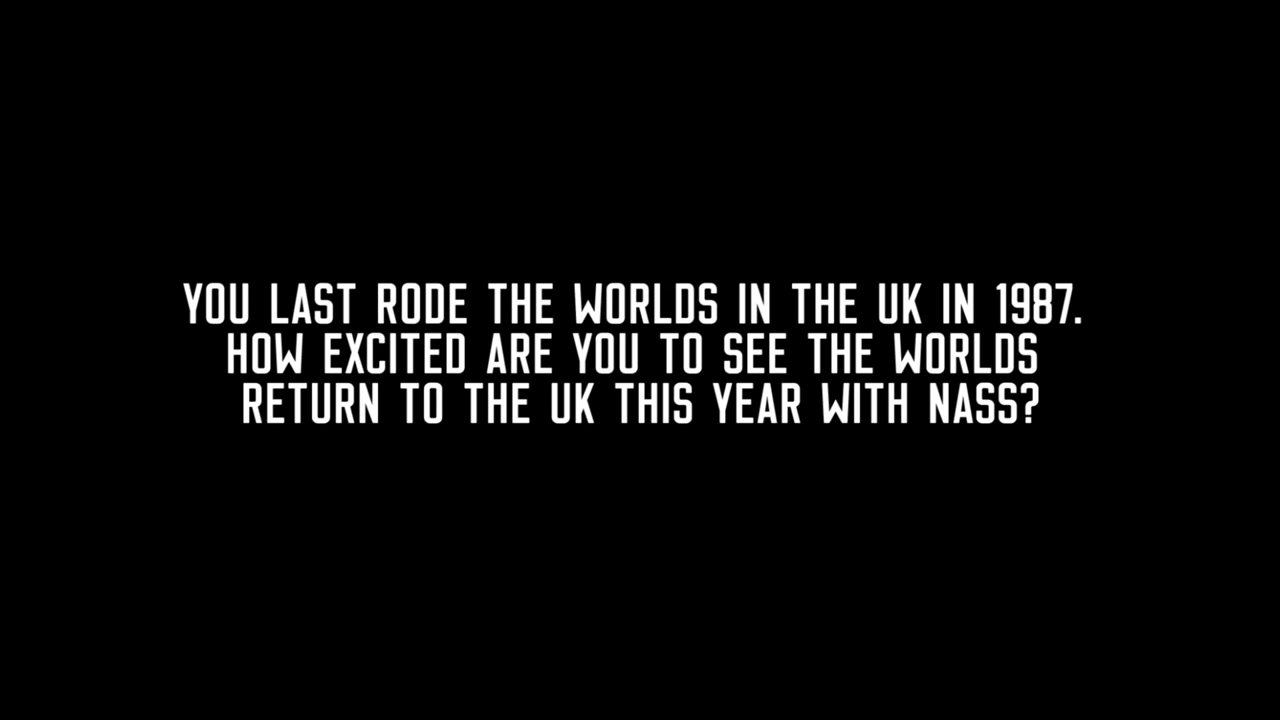 YOU LAST RODE THE WORLDS IN THE UK IN 1987.
HOW EXCITED ARE YOU TO SEE THE WORLDS
RETURN TO THE UK THIS YEAR WITH NASS?